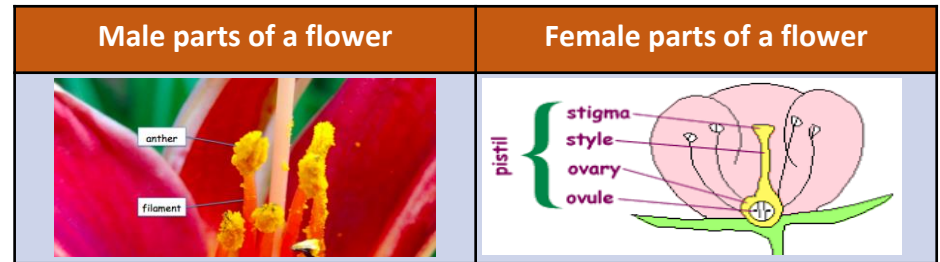 Male parts of a flower
Female parts of a flower
anther
filament
pistil
stigma
style
ovary
ovule